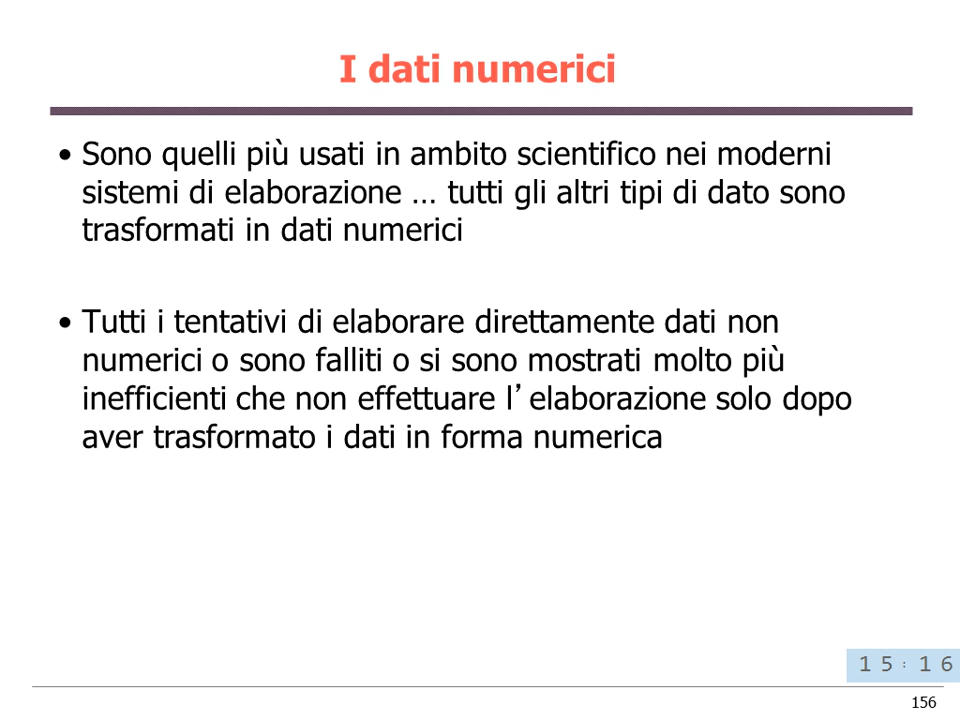 I dati numerici
• Sono quelli più usati in ambito scientifico nei moderni
sistemi di elaborazione … tutti gli altri tipi di dato sono
trasformati in dati numerici
• Tutti i tentativi di elaborare direttamente dati non
numerici o sono falliti o si sono mostrati molto più
inefficienti che non effettuare l’ elaborazione solo dopo
aver trasformato i dati in forma numerica
15:16
156